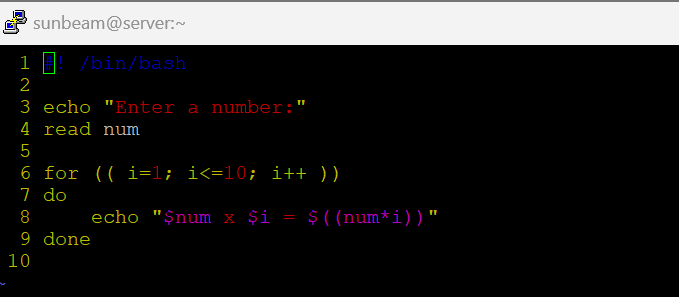 sunbeam@server:~
1 #! /bin/bash
2
3 echo "Enter a number:"
4 read num
5
6 for (( i=1; i<=10; i++ ))
7 do
8     echo "$num x $i = $((num*i))"
9 done
10
~